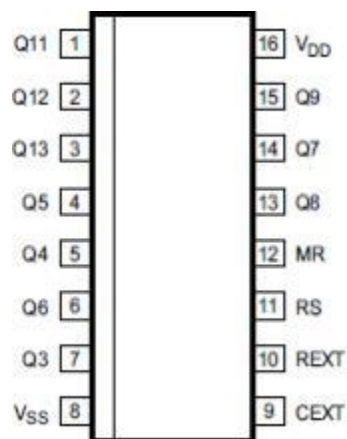 Q11 1 16 VDD
Q12 2 15 Q9
Q13 3 14 Q7
Q5 4 13 Q8
Q4 5 12 MR
Q6 6 11 RS
Q3 7 10 REXT
VSS 8 9 CEXT